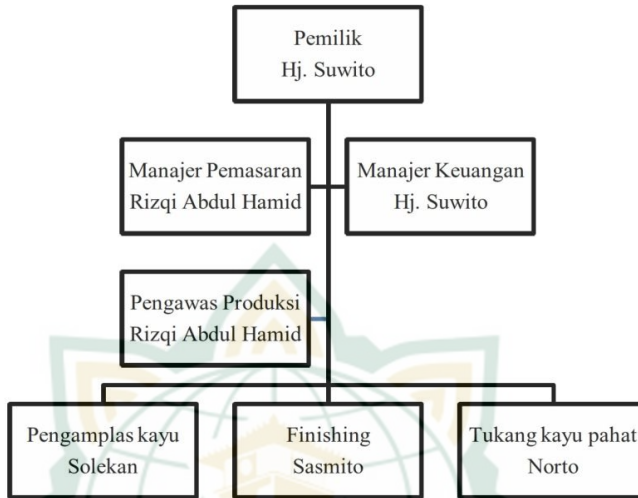 Pemilik
Hj. Suwito
Manajer Pemasaran
Rizqi Abdul Hamid
Manajer Keuangan
Hj. Suwito
Pengawas Produksi
Rizqi Abdul Hamid
Pengamplas kayu
Solekan
Finishing
Sasmito
Tukang kayu pahat
Norto